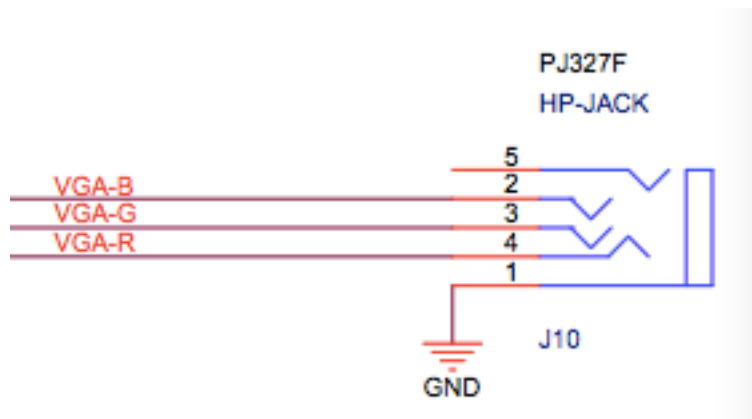 PJ327F
HP-JACK
5
VGA-B 2
VGA-G 3
VGA-R 4
1
J10
GND